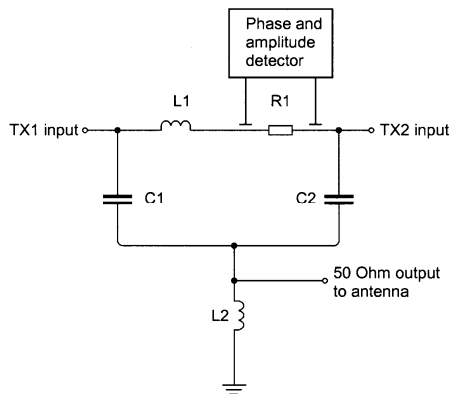 Phase and
amplitude
detector
L1
R1
TX1 input
TX2 input
C1
C2
50 Ohm output
to antenna
L2